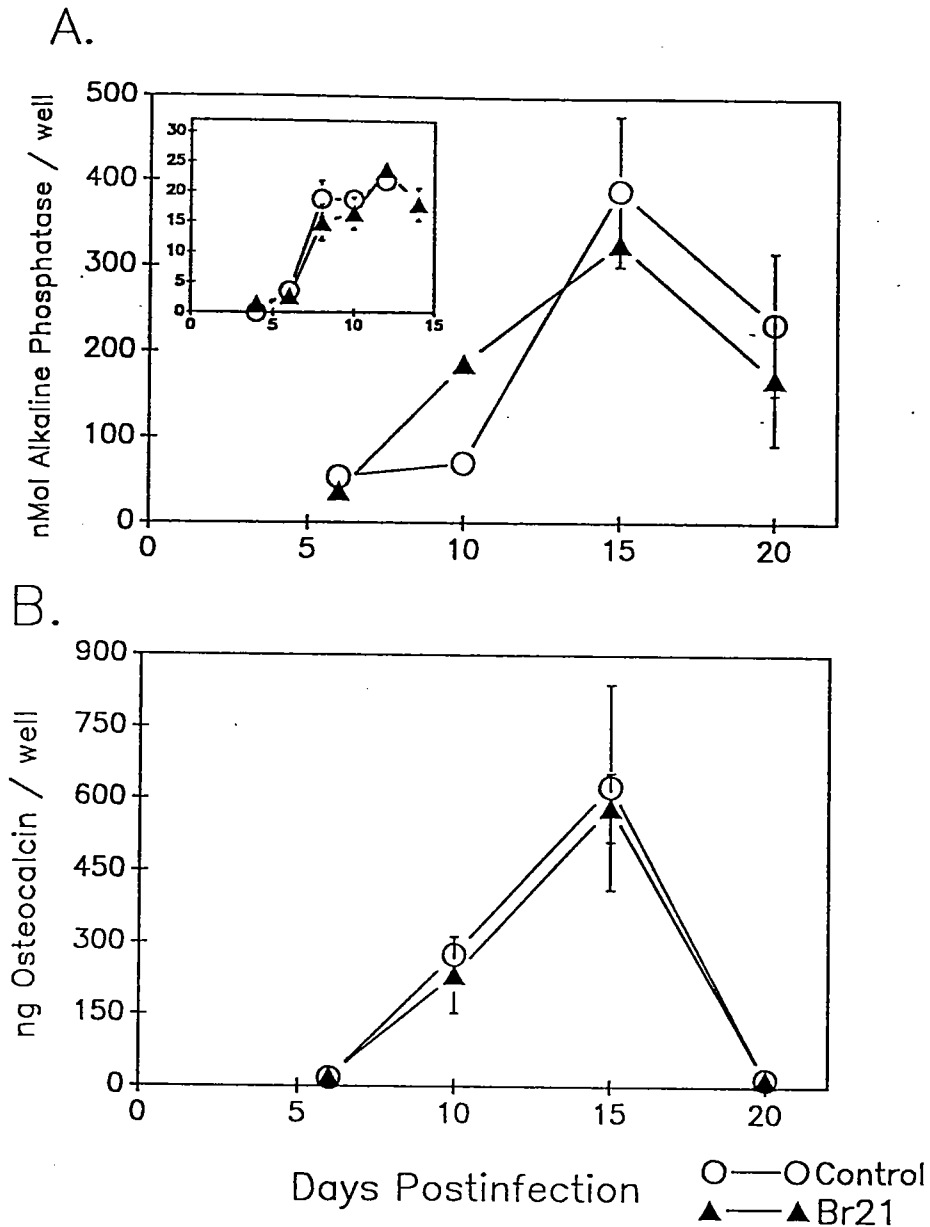 A.
nMol Alkaline Phosphatase / well
500
400
300
200
100
0
30
25
20
15
10
5
0
0 5 10 15
0 5 10 15 20
B.
ng Osteocalcin / well
900
750
600
450
300
150
0
0 5 10 15 20
Days Postinfection
Control
Br21